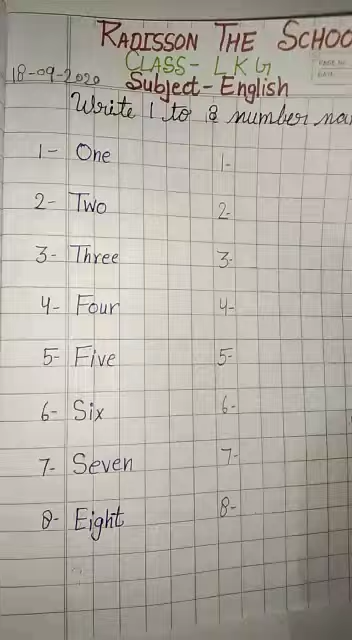 RADISSON THE SCHOO
CLASS- LKG
18-09-2020 Subject-English
Write 1 to 8 number na
1- One 1-
2- Two 2-
3- Three 3-
4- Four 4-
5- Five 5-
6- Six 6-
7- Seven 7-
8- Eight 8-